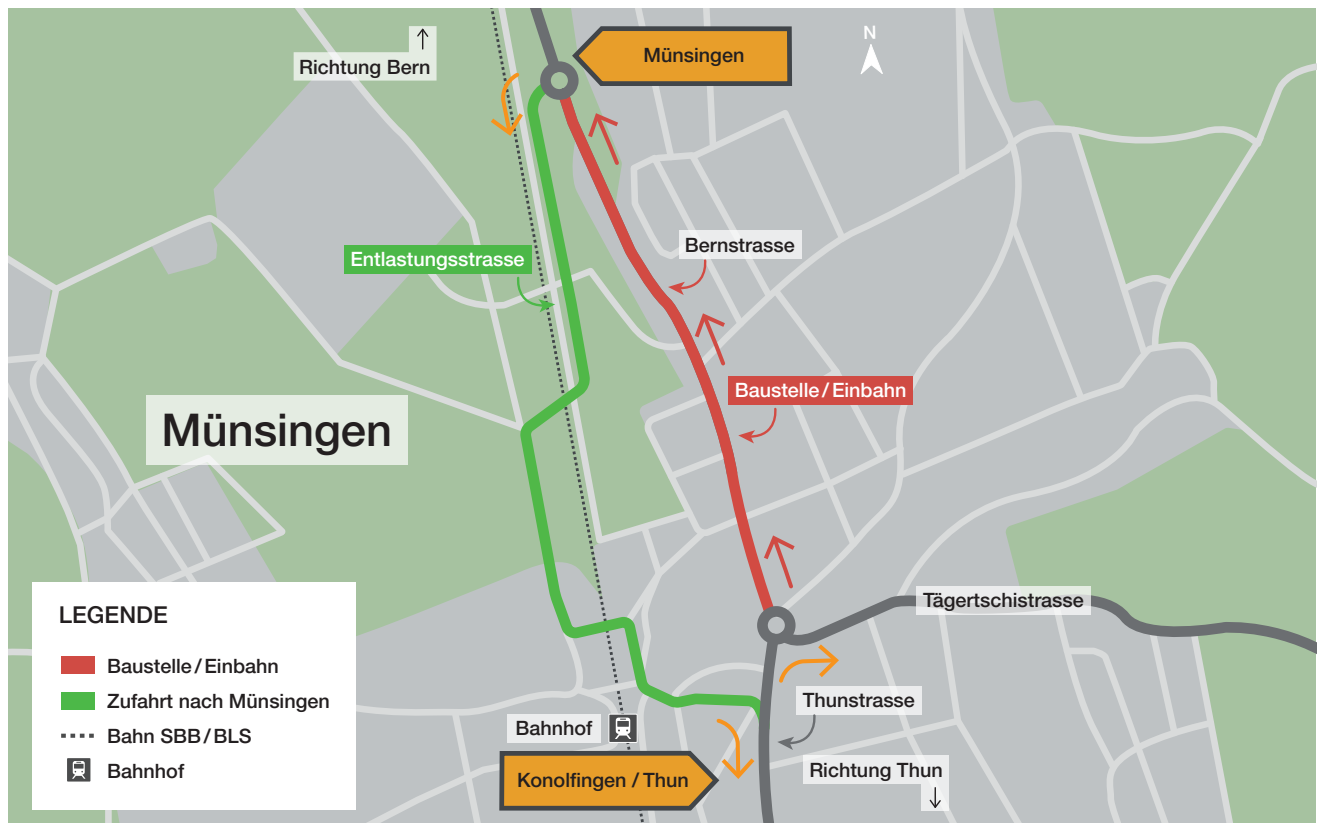 Richtung Bern
Münsingen
N
Bernstrasse
Entlastungsstrasse
Baustelle/Einbahn
Münsingen
Tägertschistrasse
Thunstrasse
Bahnhof
Richtung Thun
Konolfingen / Thun
LEGENDE
Baustelle/Einbahn
Zufahrt nach Münsingen
Bahn SBB/BLS
Bahnhof